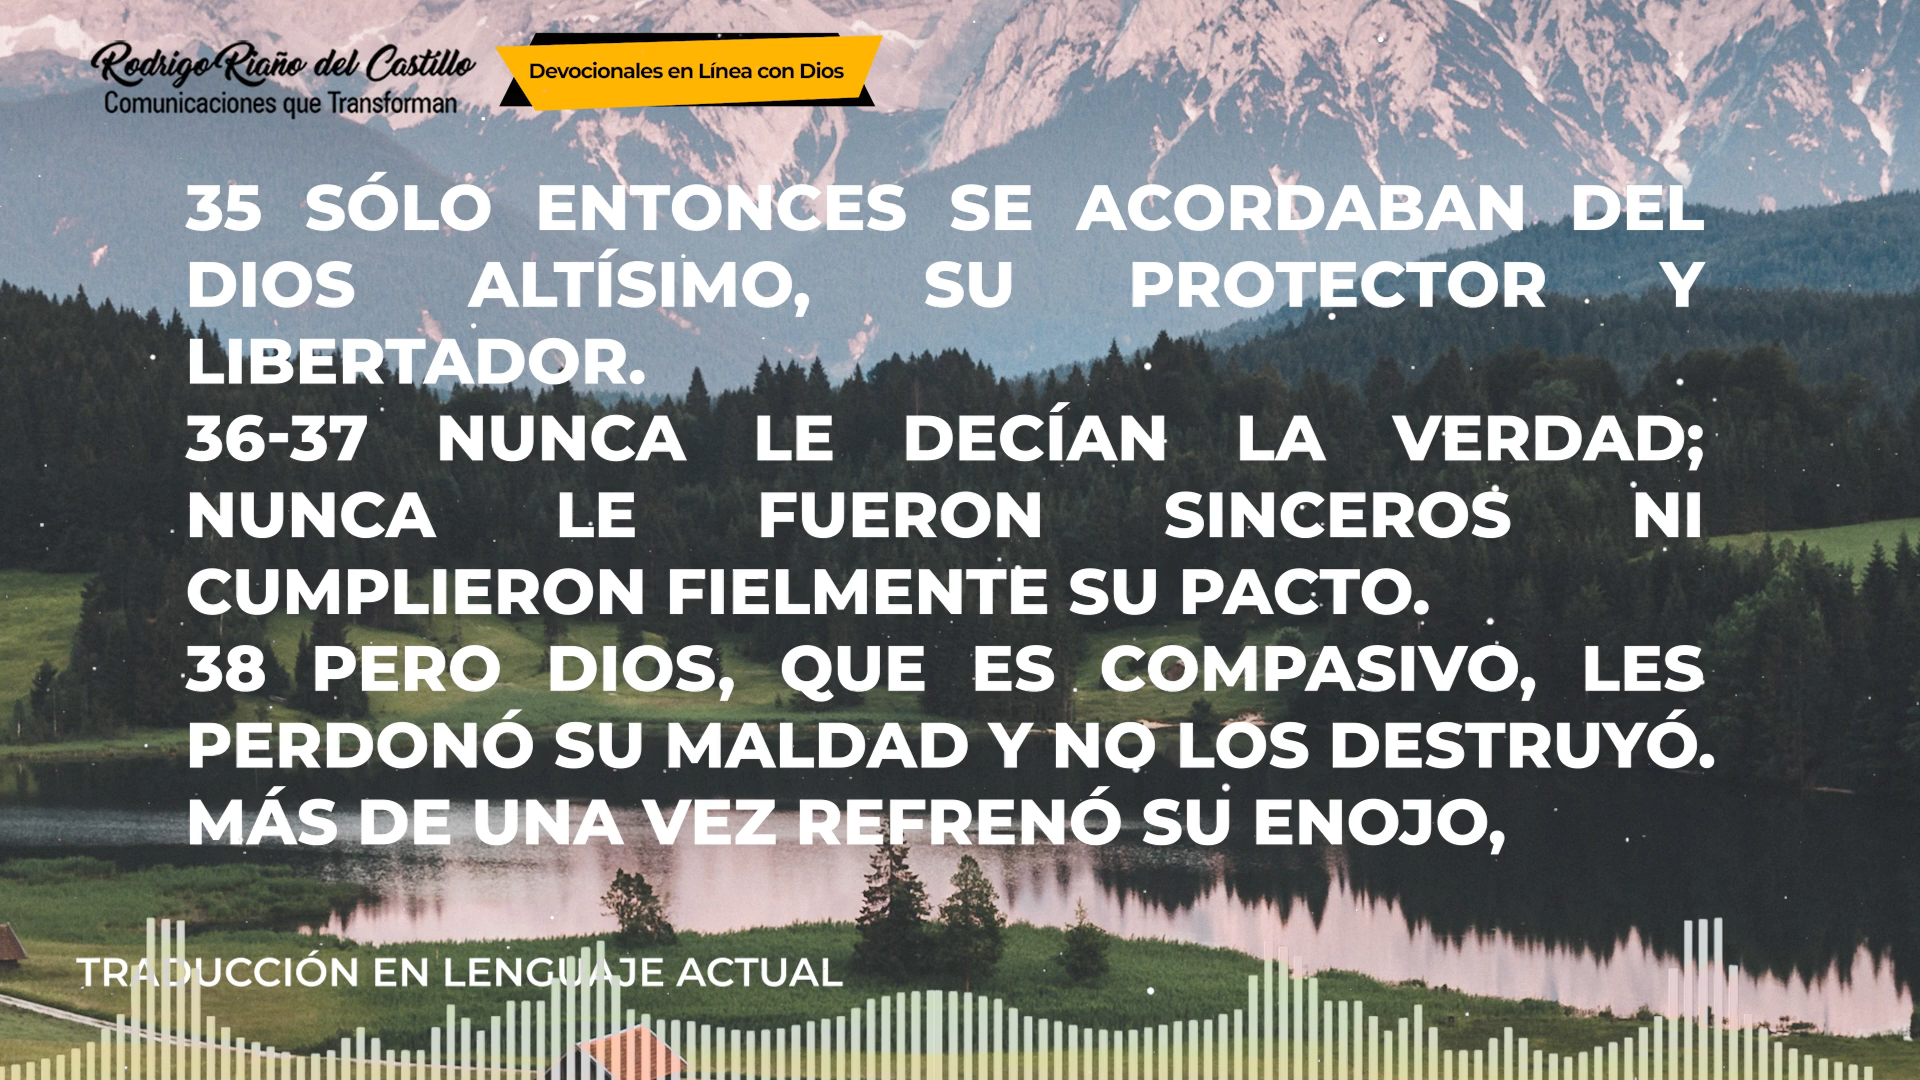 Rodrigo Riaño del Castillo
Comunicaciones que Transforman
Devocionales en Línea con Dios
35 SÓLO ENTONCES SE ACORDABAN DEL
DIOS ALTÍSIMO, SU PROTECTOR Y
LIBERTADOR.
36-37 NUNCA LE DECÍAN LA VERDAD;
NUNCA LE FUERON SINCEROS NI
CUMPLIERON FIELMENTE SU PACTO.
38 PERO DIOS, QUE ES COMPASIVO, LES
PERDONÓ SU MALDAD Y NO LOS DESTRUYÓ.
MÁS DE UNA VEZ REFRENÓ SU ENOJO,
TRADUCCIÓN EN LENGUAJE ACTUAL